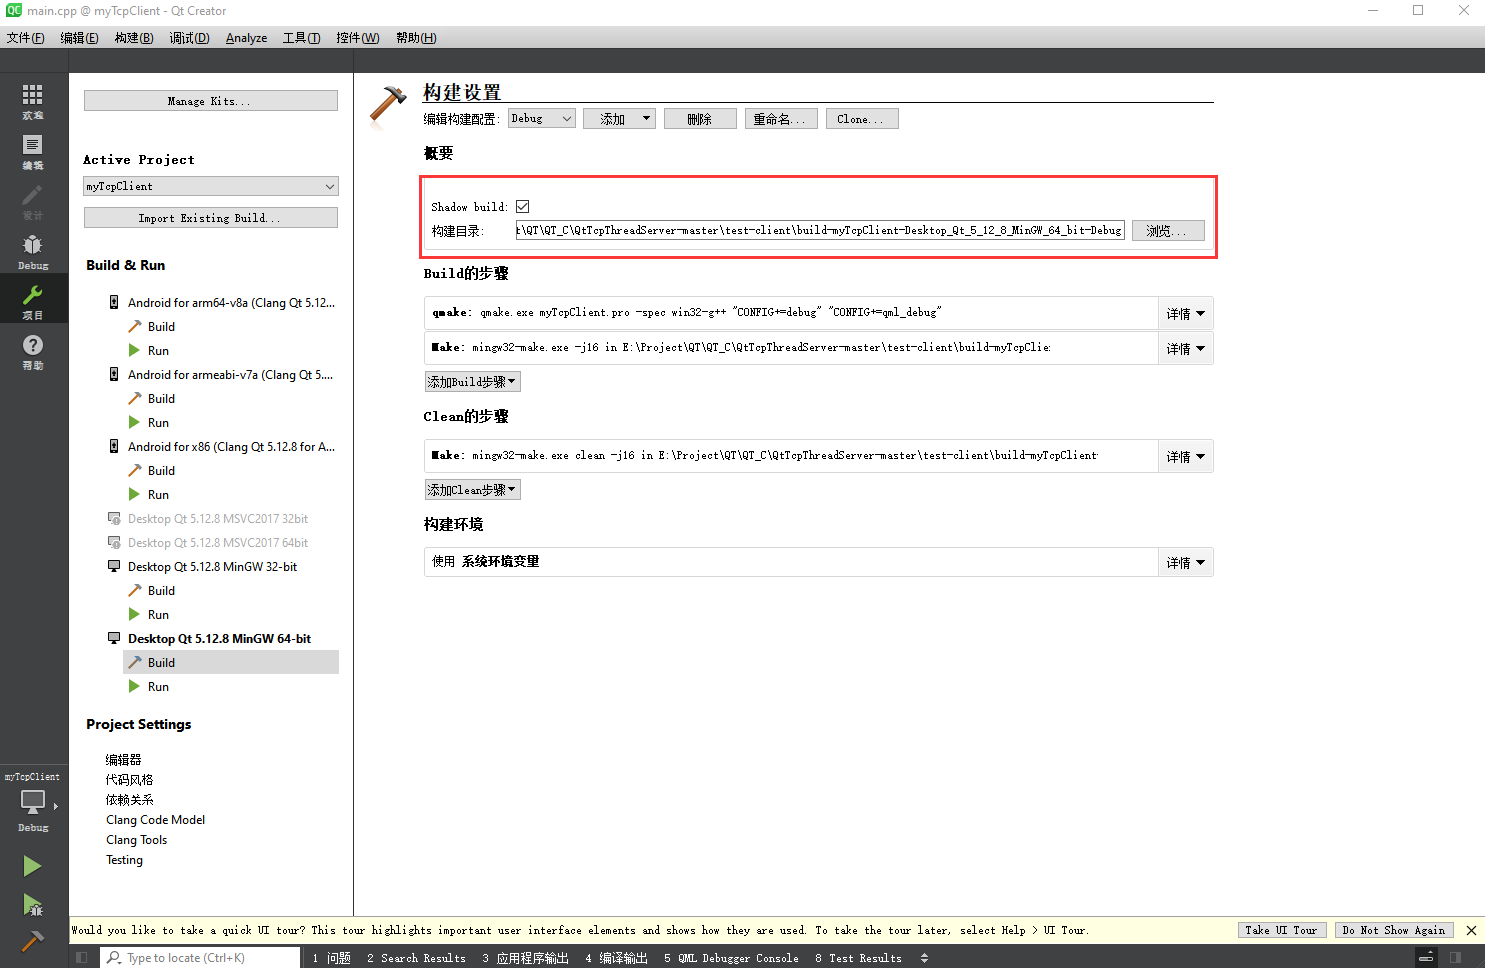 main.cpp @ myTcpClient - Qt Creator
文件(F) 编辑(E) 构建(B) 调试(D) Analyze 工具(T) 控件(W) 帮助(H)
欢迎
编辑
设计
Debug
项目
帮助
myTcpClient
Debug
Manage Kits...
Active Project
myTcpClient
Import Existing Build...
Build & Run
Android for arm64-v8a (Clang Qt 5.12...
Build
Run
Android for armeabi-v7a (Clang Qt 5....
Build
Run
Android for x86 (Clang Qt 5.12.8 for A...
Build
Run
Desktop Qt 5.12.8 MSVC2017 32bit
Desktop Qt 5.12.8 MSVC2017 64bit
Desktop Qt 5.12.8 MinGW 32-bit
Build
Run
Desktop Qt 5.12.8 MinGW 64-bit
Build
Run
Project Settings
编辑器
代码风格
依赖关系
Clang Code Model
Clang Tools
Testing
构建设置
编辑构建配置: Debug 添加 删除 重命名... Clone...
概要
Shadow build:
构建目录: t\QT\QT_C\QtTcpThreadServer-master\test-client\build-myTcpClient-Desktop_Qt_5_12_8_MinGW_64_bit-Debug 浏览...
Build的步骤
qmake: qmake.exe myTcpClient.pro -spec win32-g++ "CONFIG+=debug" "CONFIG+=qml_debug" 详情
Make: mingw32-make.exe -j16 in E:\Project\QT\QT_C\QtTcpThreadServer-master\test-client\build-myTcpClie 详情
添加Build步骤
Clean的步骤
Make: mingw32-make.exe clean -j16 in E:\Project\QT\QT_C\QtTcpThreadServer-master\test-client\build-myTcpClient 详情
添加Clean步骤
构建环境
使用 系统环境变量 详情
Would you like to take a quick UI tour? This tour highlights important user interface elements and shows how they are used. To take the tour later, select Help > UI Tour. Take UI Tour Do Not Show Again
Type to locate (Ctrl+K) 1 问题 2 Search Results 3 应用程序输出 4 编译输出 5 QML Debugger Console 8 Test Results